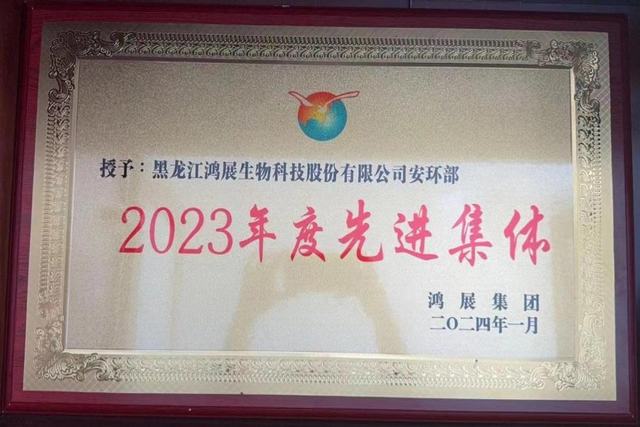 授予：黑龙江鸿展生物科技股份有限公司安环部
2023年度先进集体
鸿展集团
二〇二四年一月